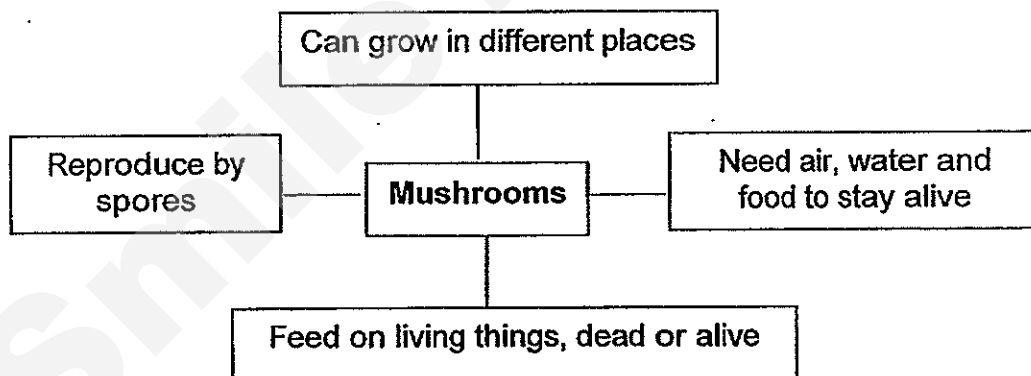 Can grow in different places
Reproduce by
spores
Mushrooms
Need air, water and
food to stay alive
Feed on living things, dead or alive
Smile